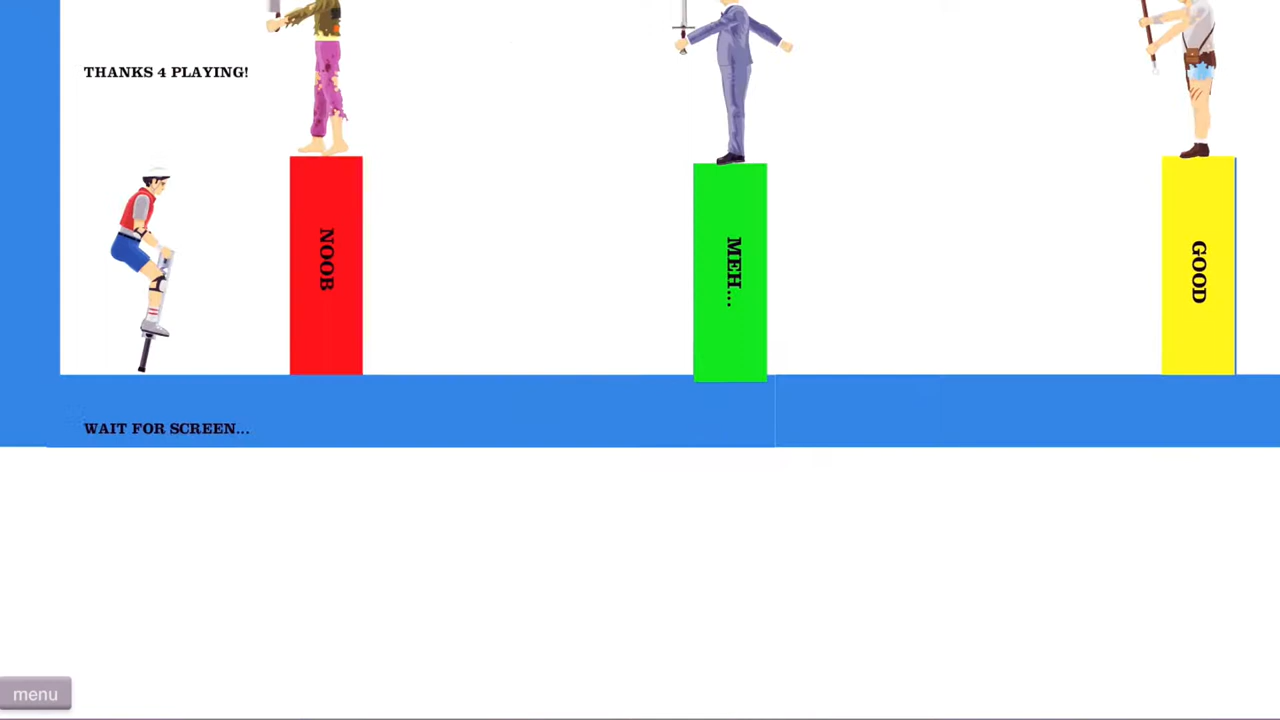 THANKS 4 PLAYING!
NOOB
MEH...
GOOD
WAIT FOR SCREEN...
menu